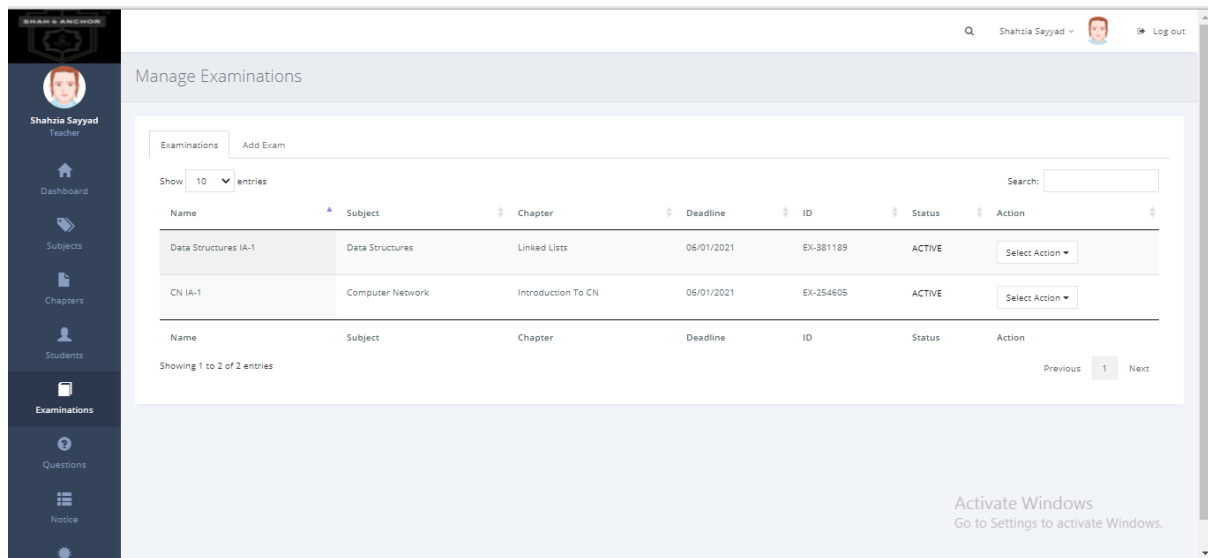 SHAH & ANCHOR
Shahzia Sayyad
Log out
Shahzia Sayyad
Teacher
Dashboard
Subjects
Chapters
Students
Examinations
Questions
Notice
Manage Examinations
Examinations Add Exam
Show 10 entries Search:
Name Subject Chapter Deadline ID Status Action
Data Structures IA-1 Data Structures Linked Lists 06/01/2021 EX-381189 ACTIVE Select Action
CN IA-1 Computer Network Introduction To CN 06/01/2021 EX-254605 ACTIVE Select Action
Name Subject Chapter Deadline ID Status Action
Showing 1 to 2 of 2 entries Previous 1 Next
Activate Windows
Go to Settings to activate Windows.